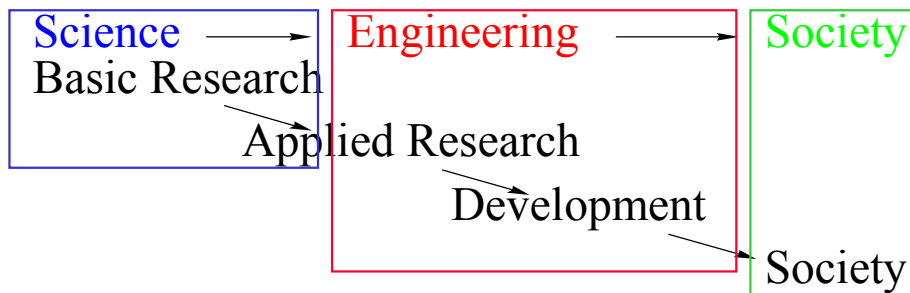 Science Engineering Society
Basic Research
Applied Research
Development
Society